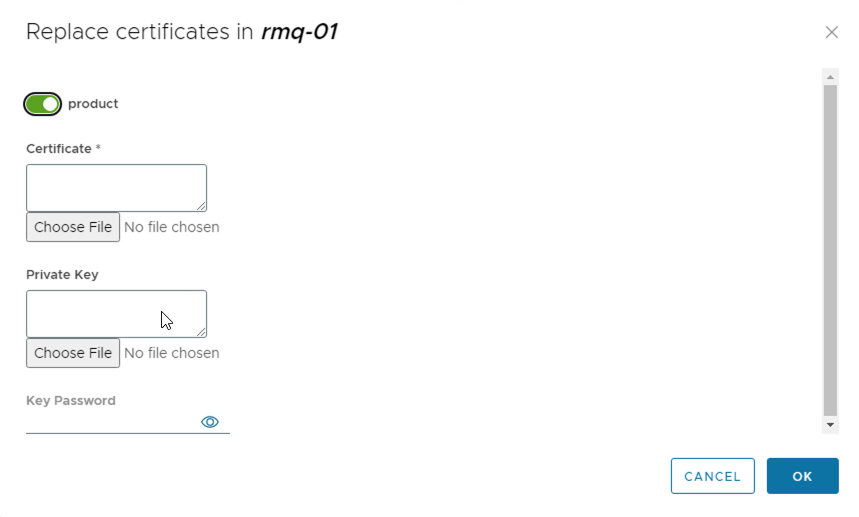 Replace certificates in rmq-01
product
Certificate *
Choose File No file chosen
Private Key
Choose File No file chosen
Key Password
CANCEL OK